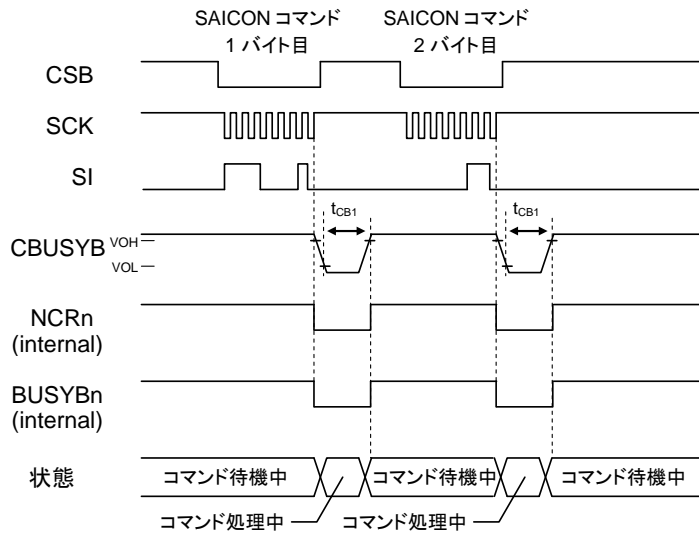 SAICON コマンド
1 バイト目
SAICON コマンド
2 バイト目
CSB
SCK
SI
CBUSYB
VOH
VOL
tCB1
tCB1
NCRn
(internal)
BUSYBn
(internal)
状態
コマンド待機中
コマンド待機中
コマンド待機中
コマンド処理中
コマンド処理中